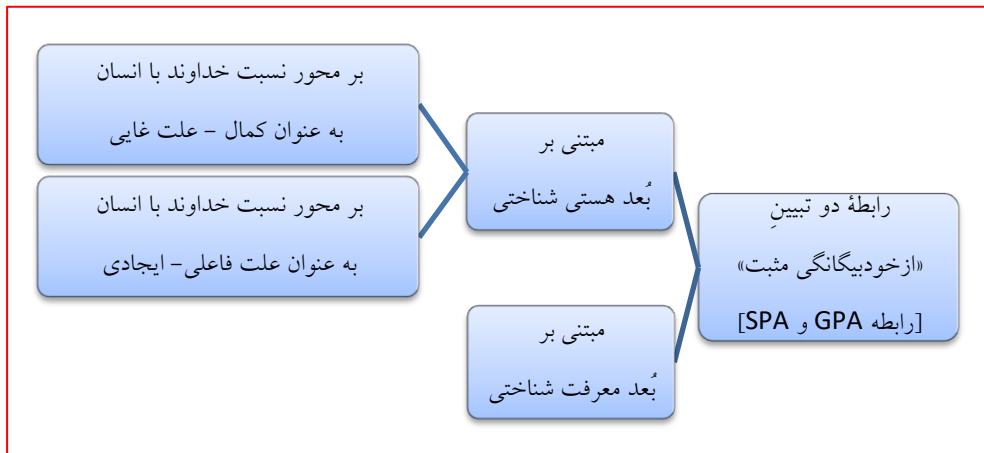 رابطهٔ دو تبیینِ
«ازخودبیگانگی مثبت»
[رابطه GPA و SPA]
مبتنی بر
بُعد هستی شناختی
بر محور نسبت خداوند با انسان
به عنوان کمال – علت غایی
بر محور نسبت خداوند با انسان
به عنوان علت فاعلی- ایجادی
مبتنی بر
بُعد معرفت شناختی